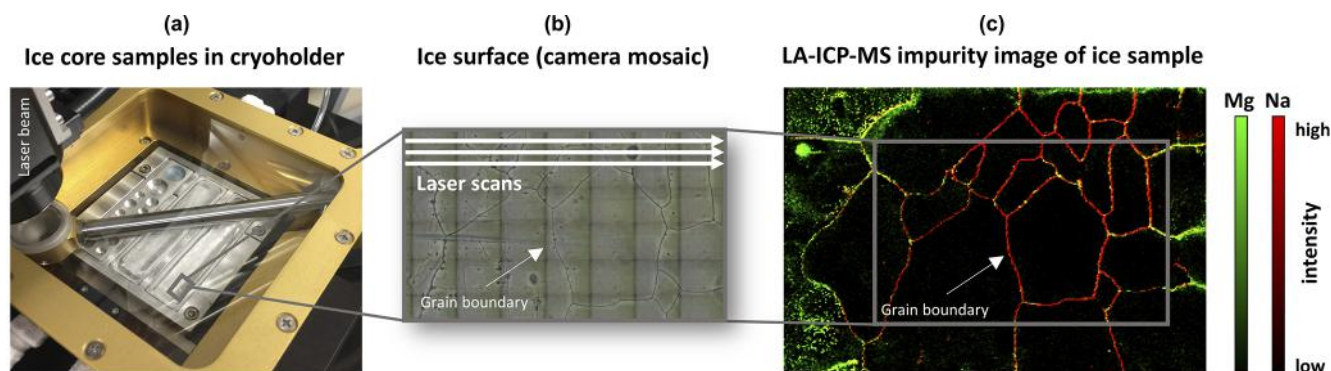 (a)
Ice core samples in cryoholder
Laser beam
(b)
Ice surface (camera mosaic)
Laser scans
Grain boundary
(c)
LA-ICP-MS impurity image of ice sample
Grain boundary
Mg Na
high
intensity
low